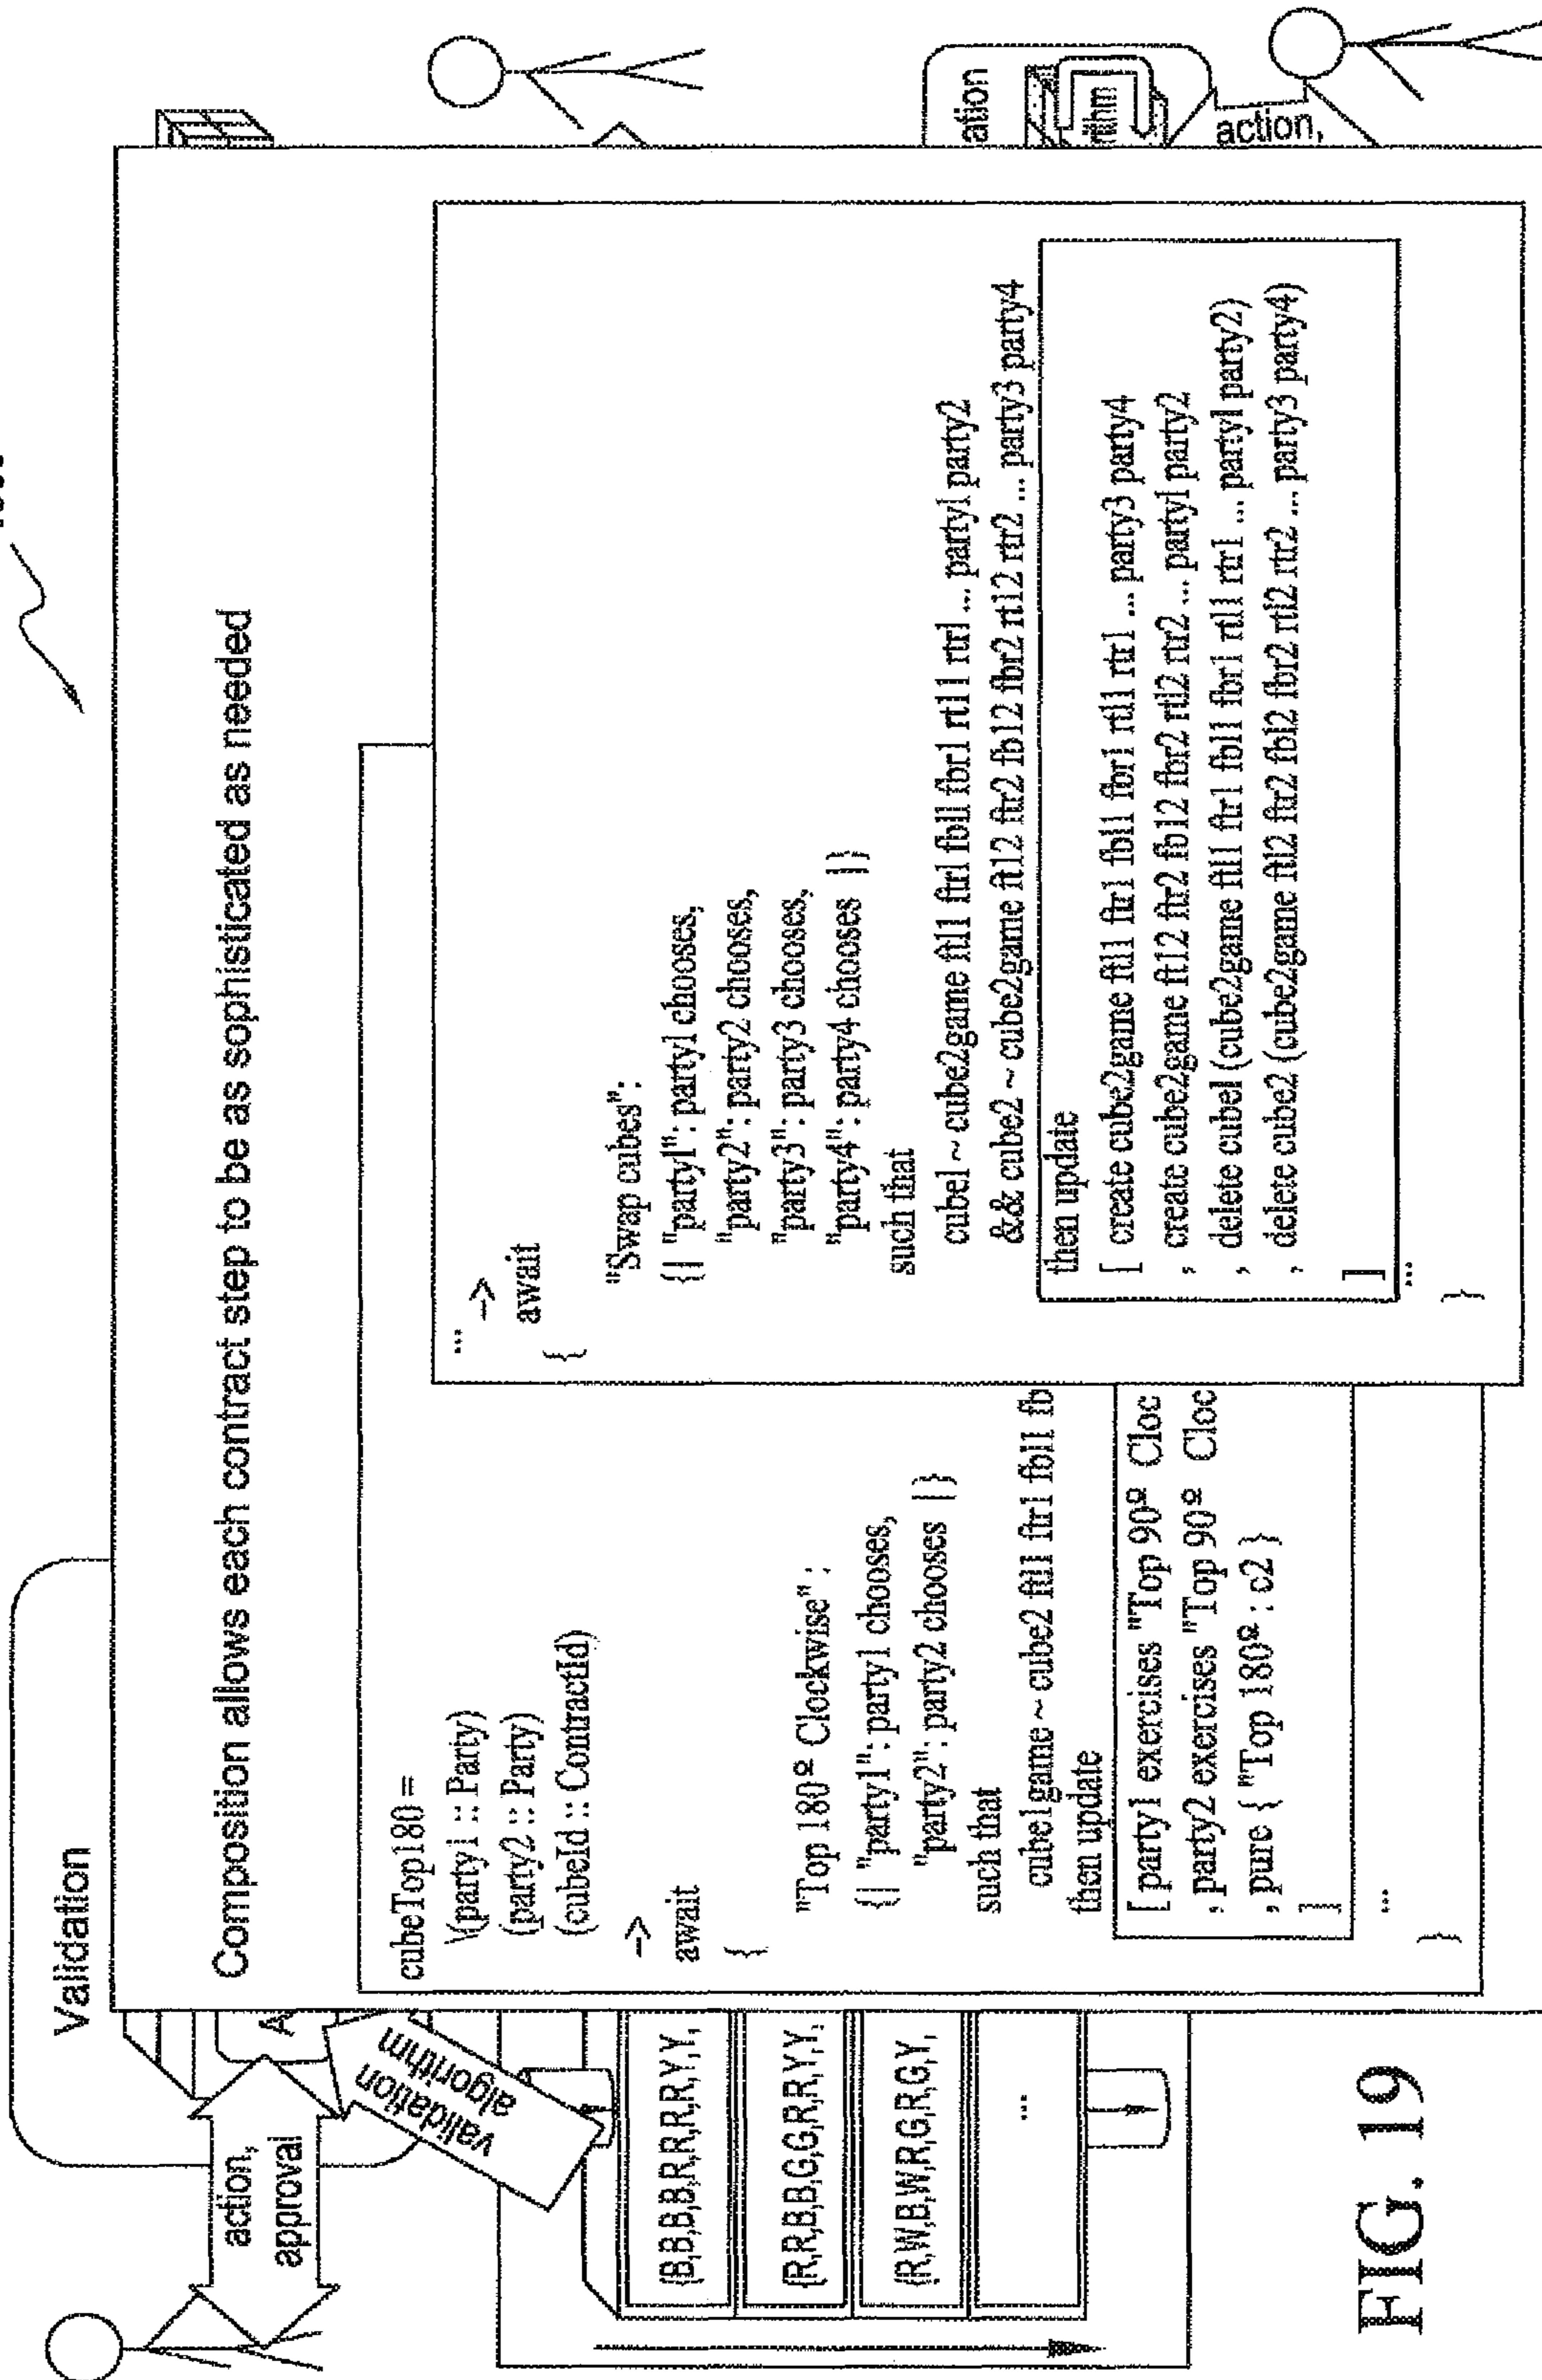 Validation
action,
approval
A
validation
algorithm
(B,B,B,B,R,R,R,R,Y,Y,
(R,R,B,B,G,G,R,R,Y,Y,
(R,W,B,W,R,G,R,G,Y,
...
Composition allows each contract step to be as sophisticated as needed
cubeTop180 =
\(party1 :: Party)
(party2 :: Party)
(cubeId :: ContractId)
->
await
{
"Top 180º Clockwise" :
{| "party1": party1 chooses,
"party2": party2 chooses |}
such that
cube1game ~ cube2 ftl1 ftr1 fbl1 fb
then update
[ party1 exercises "Top 90º Cloc
, party2 exercises "Top 90º Cloc
, pure { "Top 180º : c2 }
]
...
}
...
->
await
{
"Swap cubes":
{| "party1": party1 chooses,
"party2": party2 chooses,
"party3": party3 chooses,
"party4": party4 chooses |}
such that
cube1 ~ cube2game ftl1 ftr1 fbl1 fbr1 rtl1 rtr1 ... party1 party2
&& cube2 ~ cube2game ftl2 ftr2 fbl2 fbr2 rtl2 rtr2 ... party3 party4
then update
[ create cube2game ftl1 ftr1 fbl1 fbr1 rtl1 rtr1 ... party3 party4
, create cube2game ftl2 ftr2 fbl2 fbr2 rtl2 rtr2 ... party1 party2
, delete cube1 (cube2game ftl1 ftr1 fbl1 fbr1 rtl1 rtr1 ... party1 party2)
, delete cube2 (cube2game ftl2 ftr2 fbl2 fbr2 rtl2 rtr2 ... party3 party4)
]
...
}
ation
rithm
action,
FIG. 19